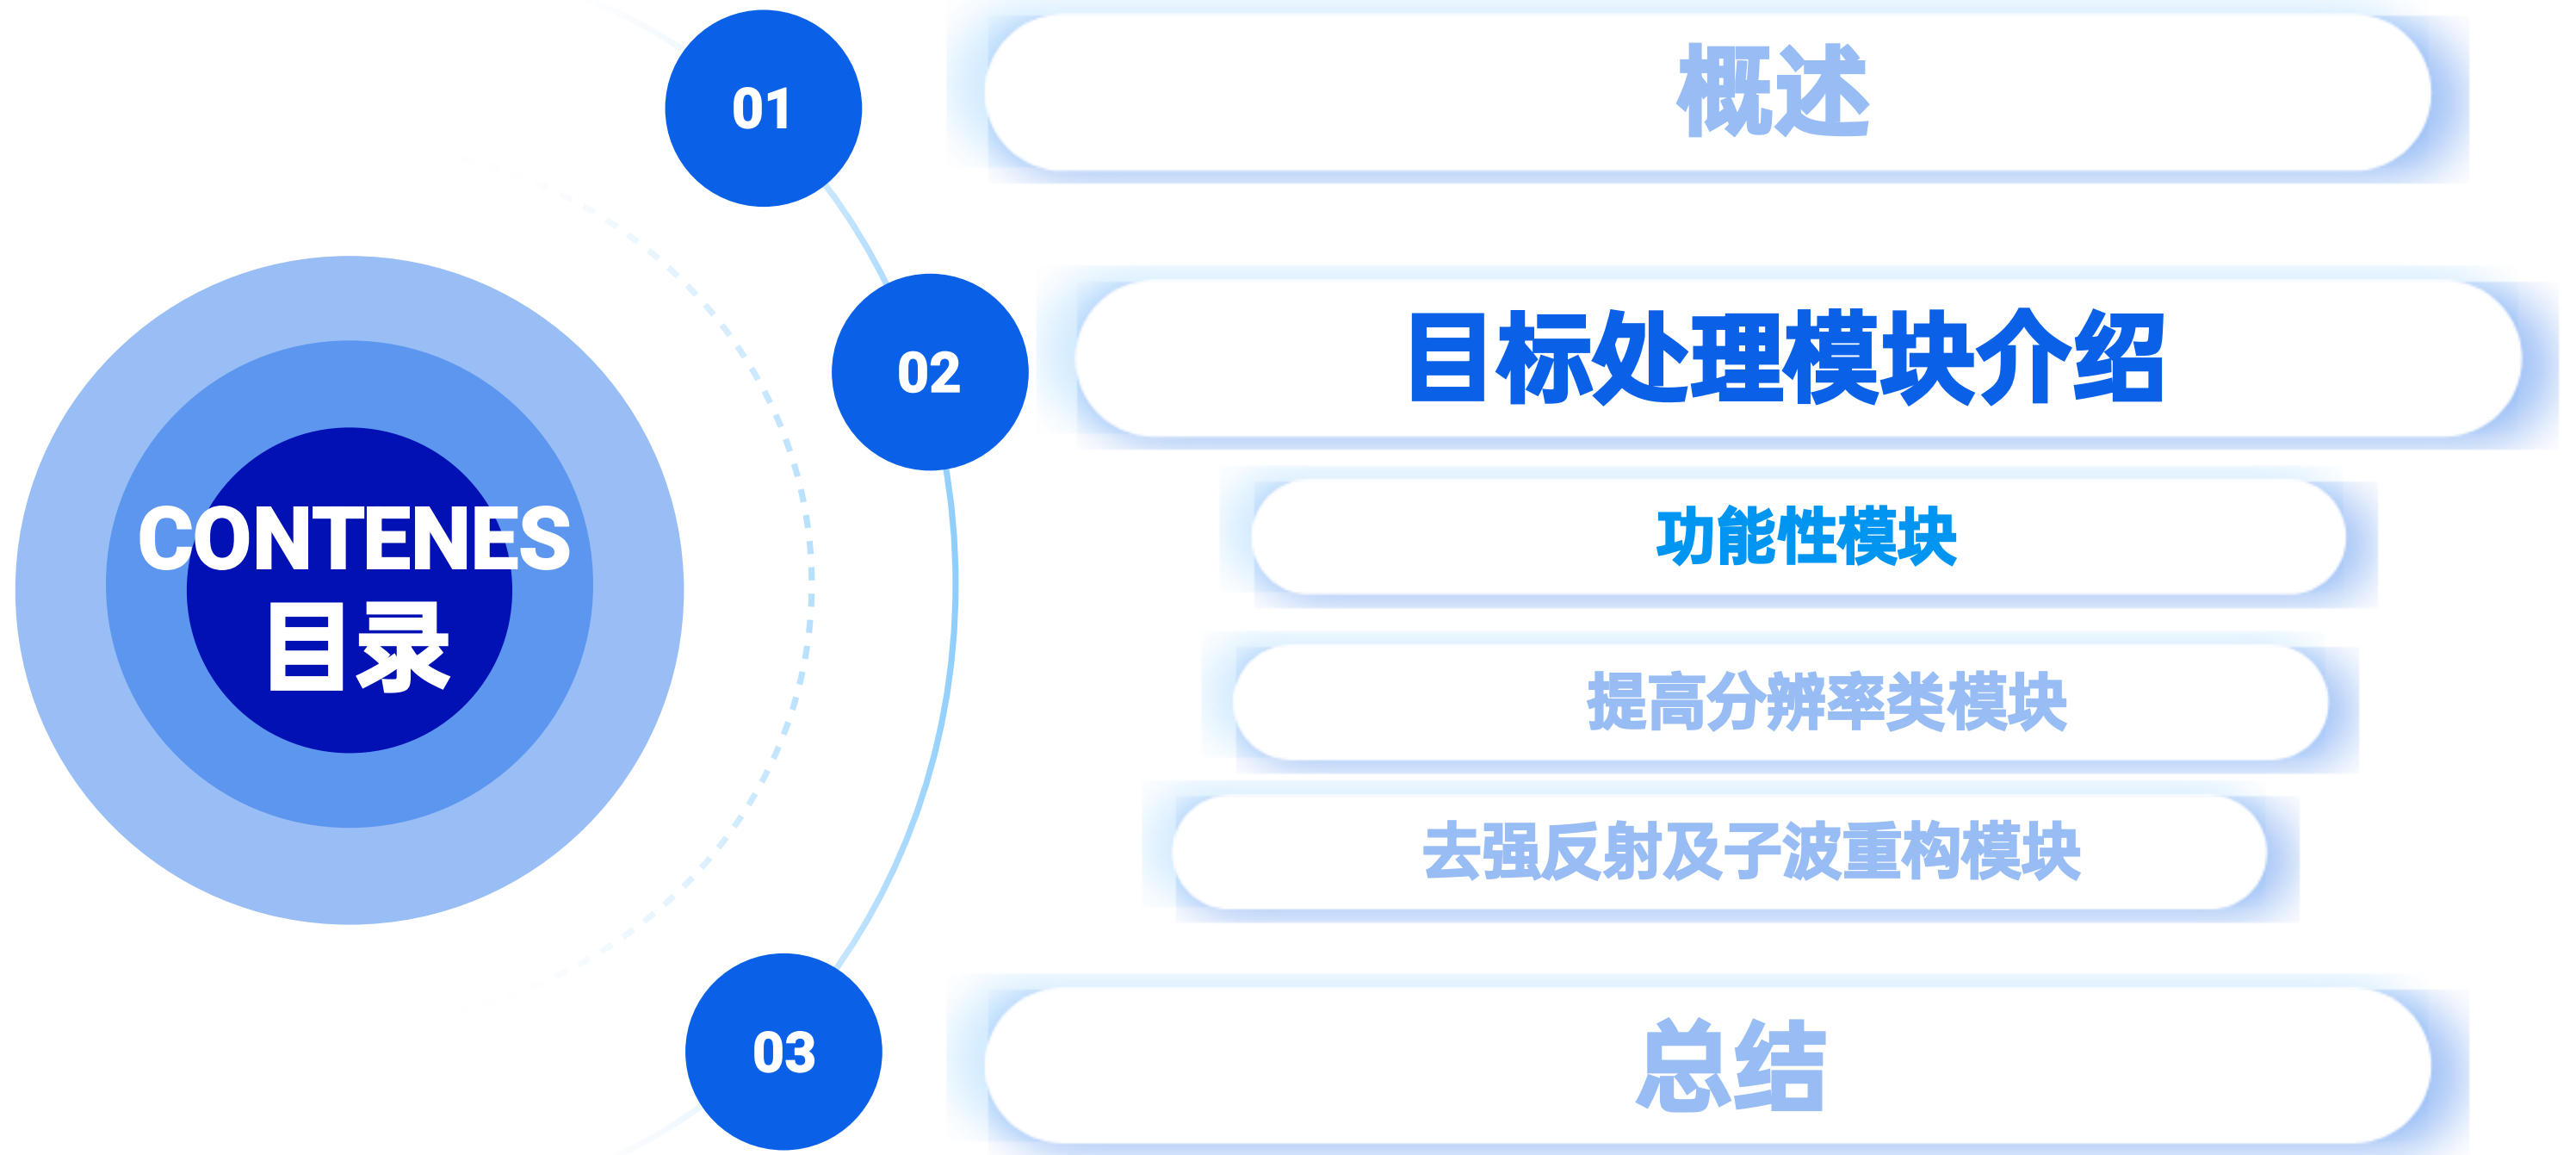 CONTENES
目录
01
概述
02
目标处理模块介绍
功能性模块
提高分辨率类模块
去强反射及子波重构模块
03
总结